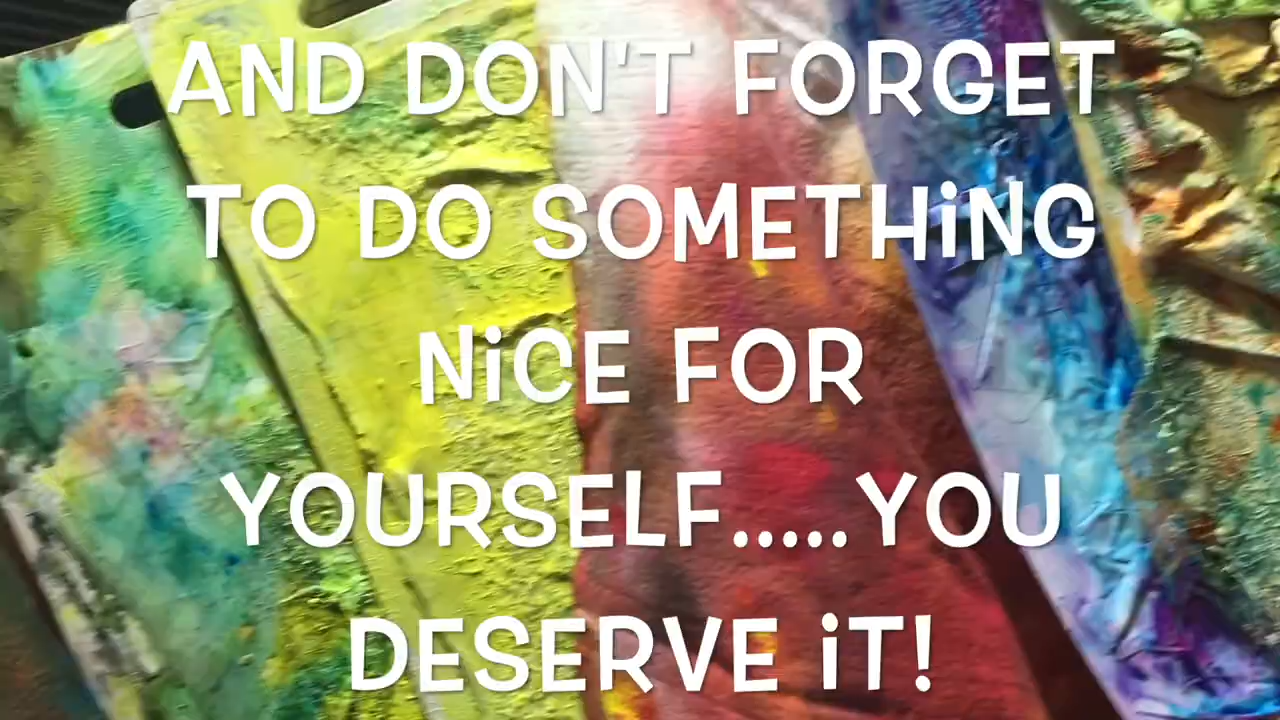 AND DON'T FORGET
TO DO SOMETHiNG
NiCE FOR
YOURSELF.....YOU
DESERVE iT!